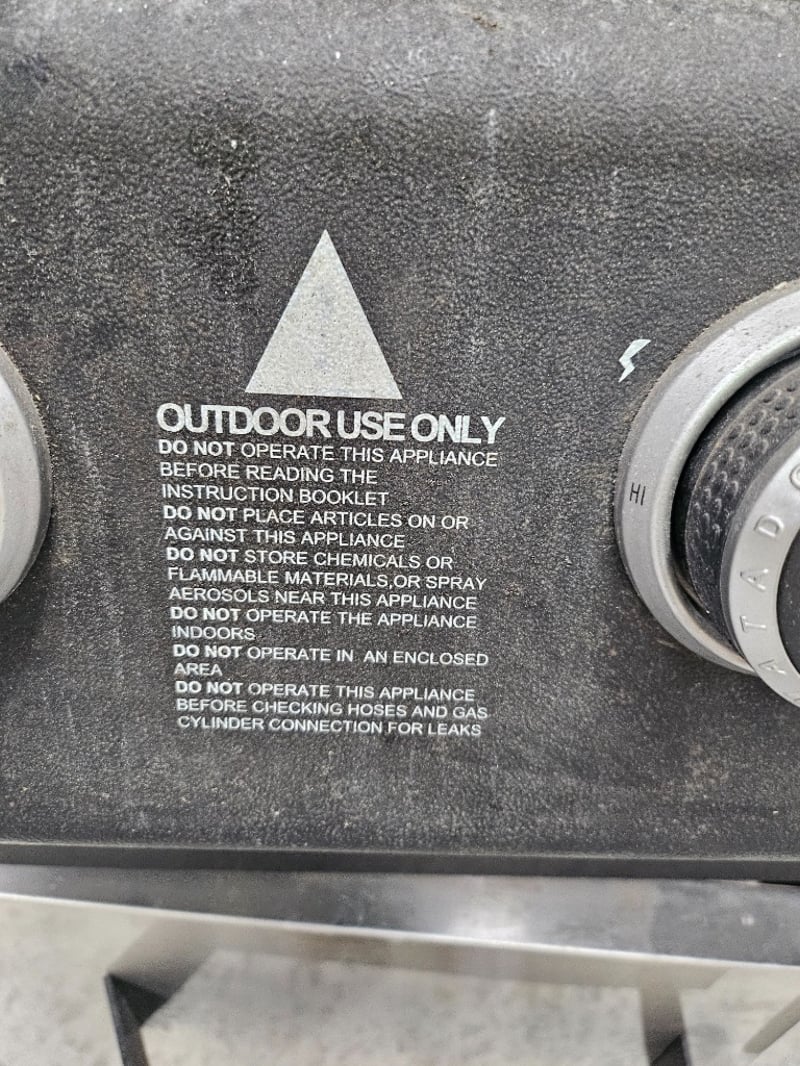 OUTDOOR USE ONLY
DO NOT OPERATE THIS APPLIANCE
BEFORE READING THE
INSTRUCTION BOOKLET
DO NOT PLACE ARTICLES ON OR
AGAINST THIS APPLIANCE
DO NOT STORE CHEMICALS OR
FLAMMABLE MATERIALS,OR SPRAY
AEROSOLS NEAR THIS APPLIANCE
DO NOT OPERATE THE APPLIANCE
INDOORS
DO NOT OPERATE IN AN ENCLOSED
AREA
DO NOT OPERATE THIS APPLIANCE
BEFORE CHECKING HOSES AND GAS
CYLINDER CONNECTION FOR LEAKS
HI